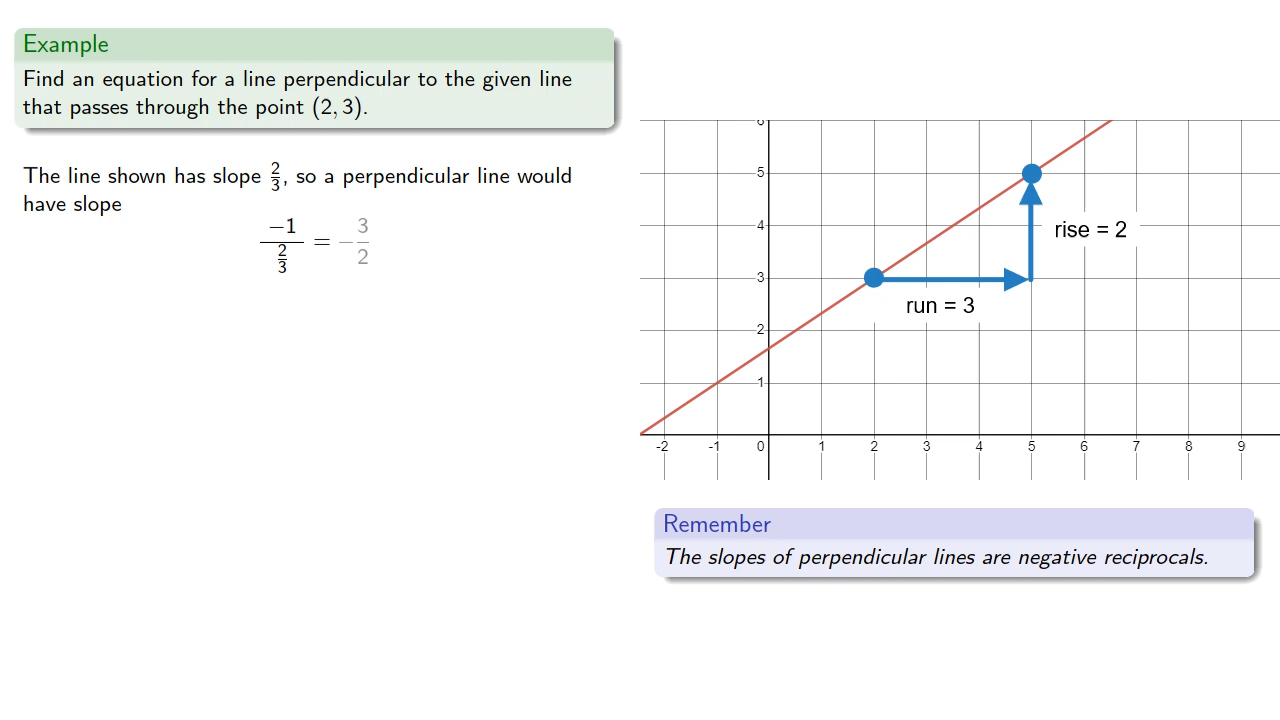 Example
Find an equation for a line perpendicular to the given line
that passes through the point (2, 3).
The line shown has slope 2/3, so a perpendicular line would
have slope
-1 / (2/3) = -3/2
6
5
4
3
2
1
rise = 2
run = 3
-2 -1 0 1 2 3 4 5 6 7 8 9
Remember
The slopes of perpendicular lines are negative reciprocals.